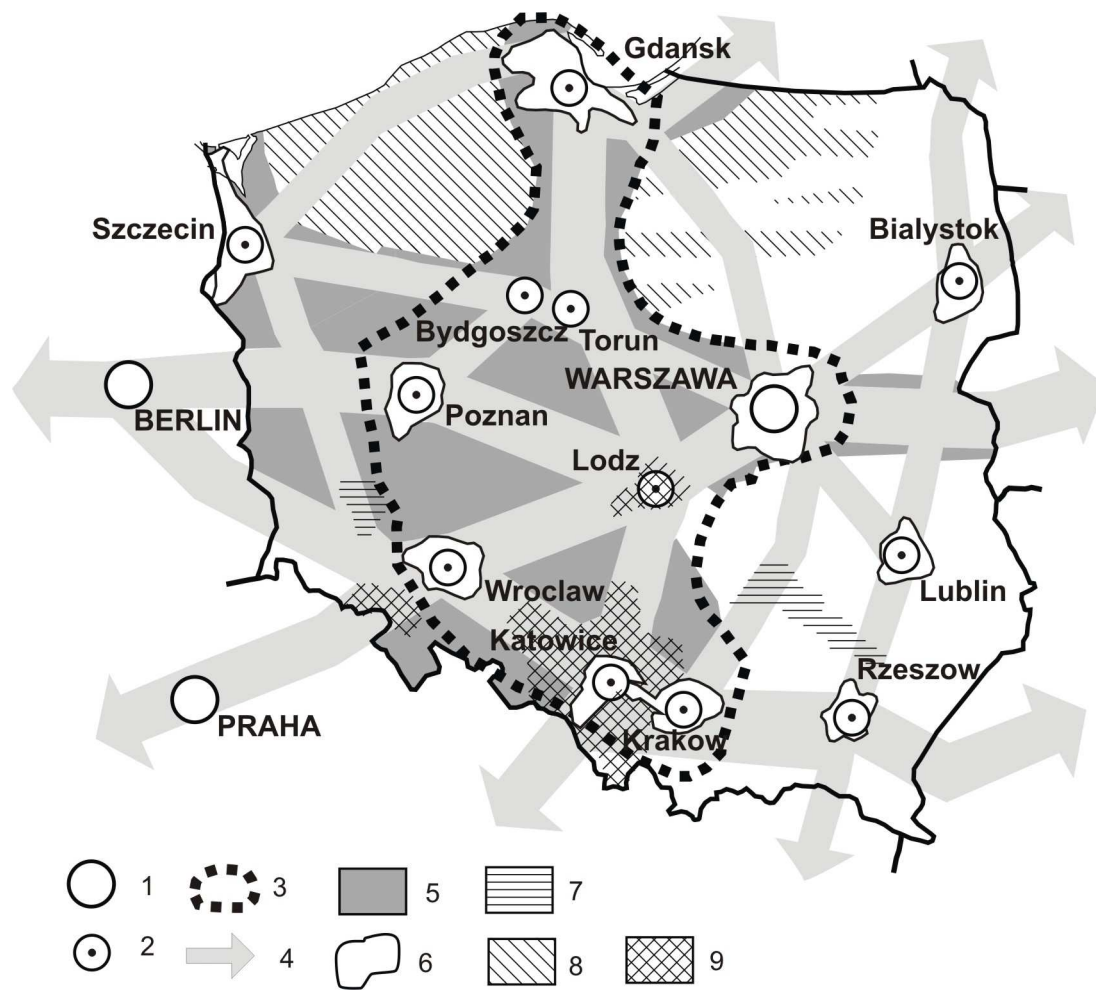 Gdansk
Szczecin
Bialystok
Bydgoszcz
Torun
WARSZAWA
BERLIN
Poznan
Lodz
Wroclaw
Lublin
Katowice
Rzeszow
PRAHA
Krakow
1 3 5 7
2 4 6 8 9